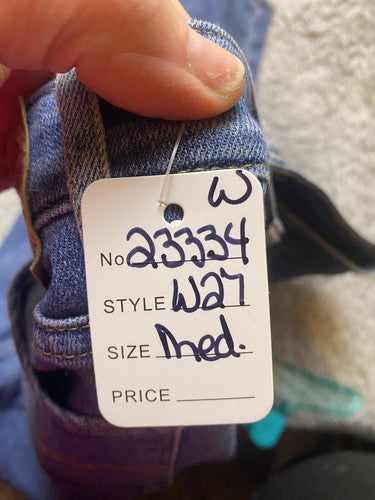 W
No 23334
STYLE W27
SIZE Med.
PRICE